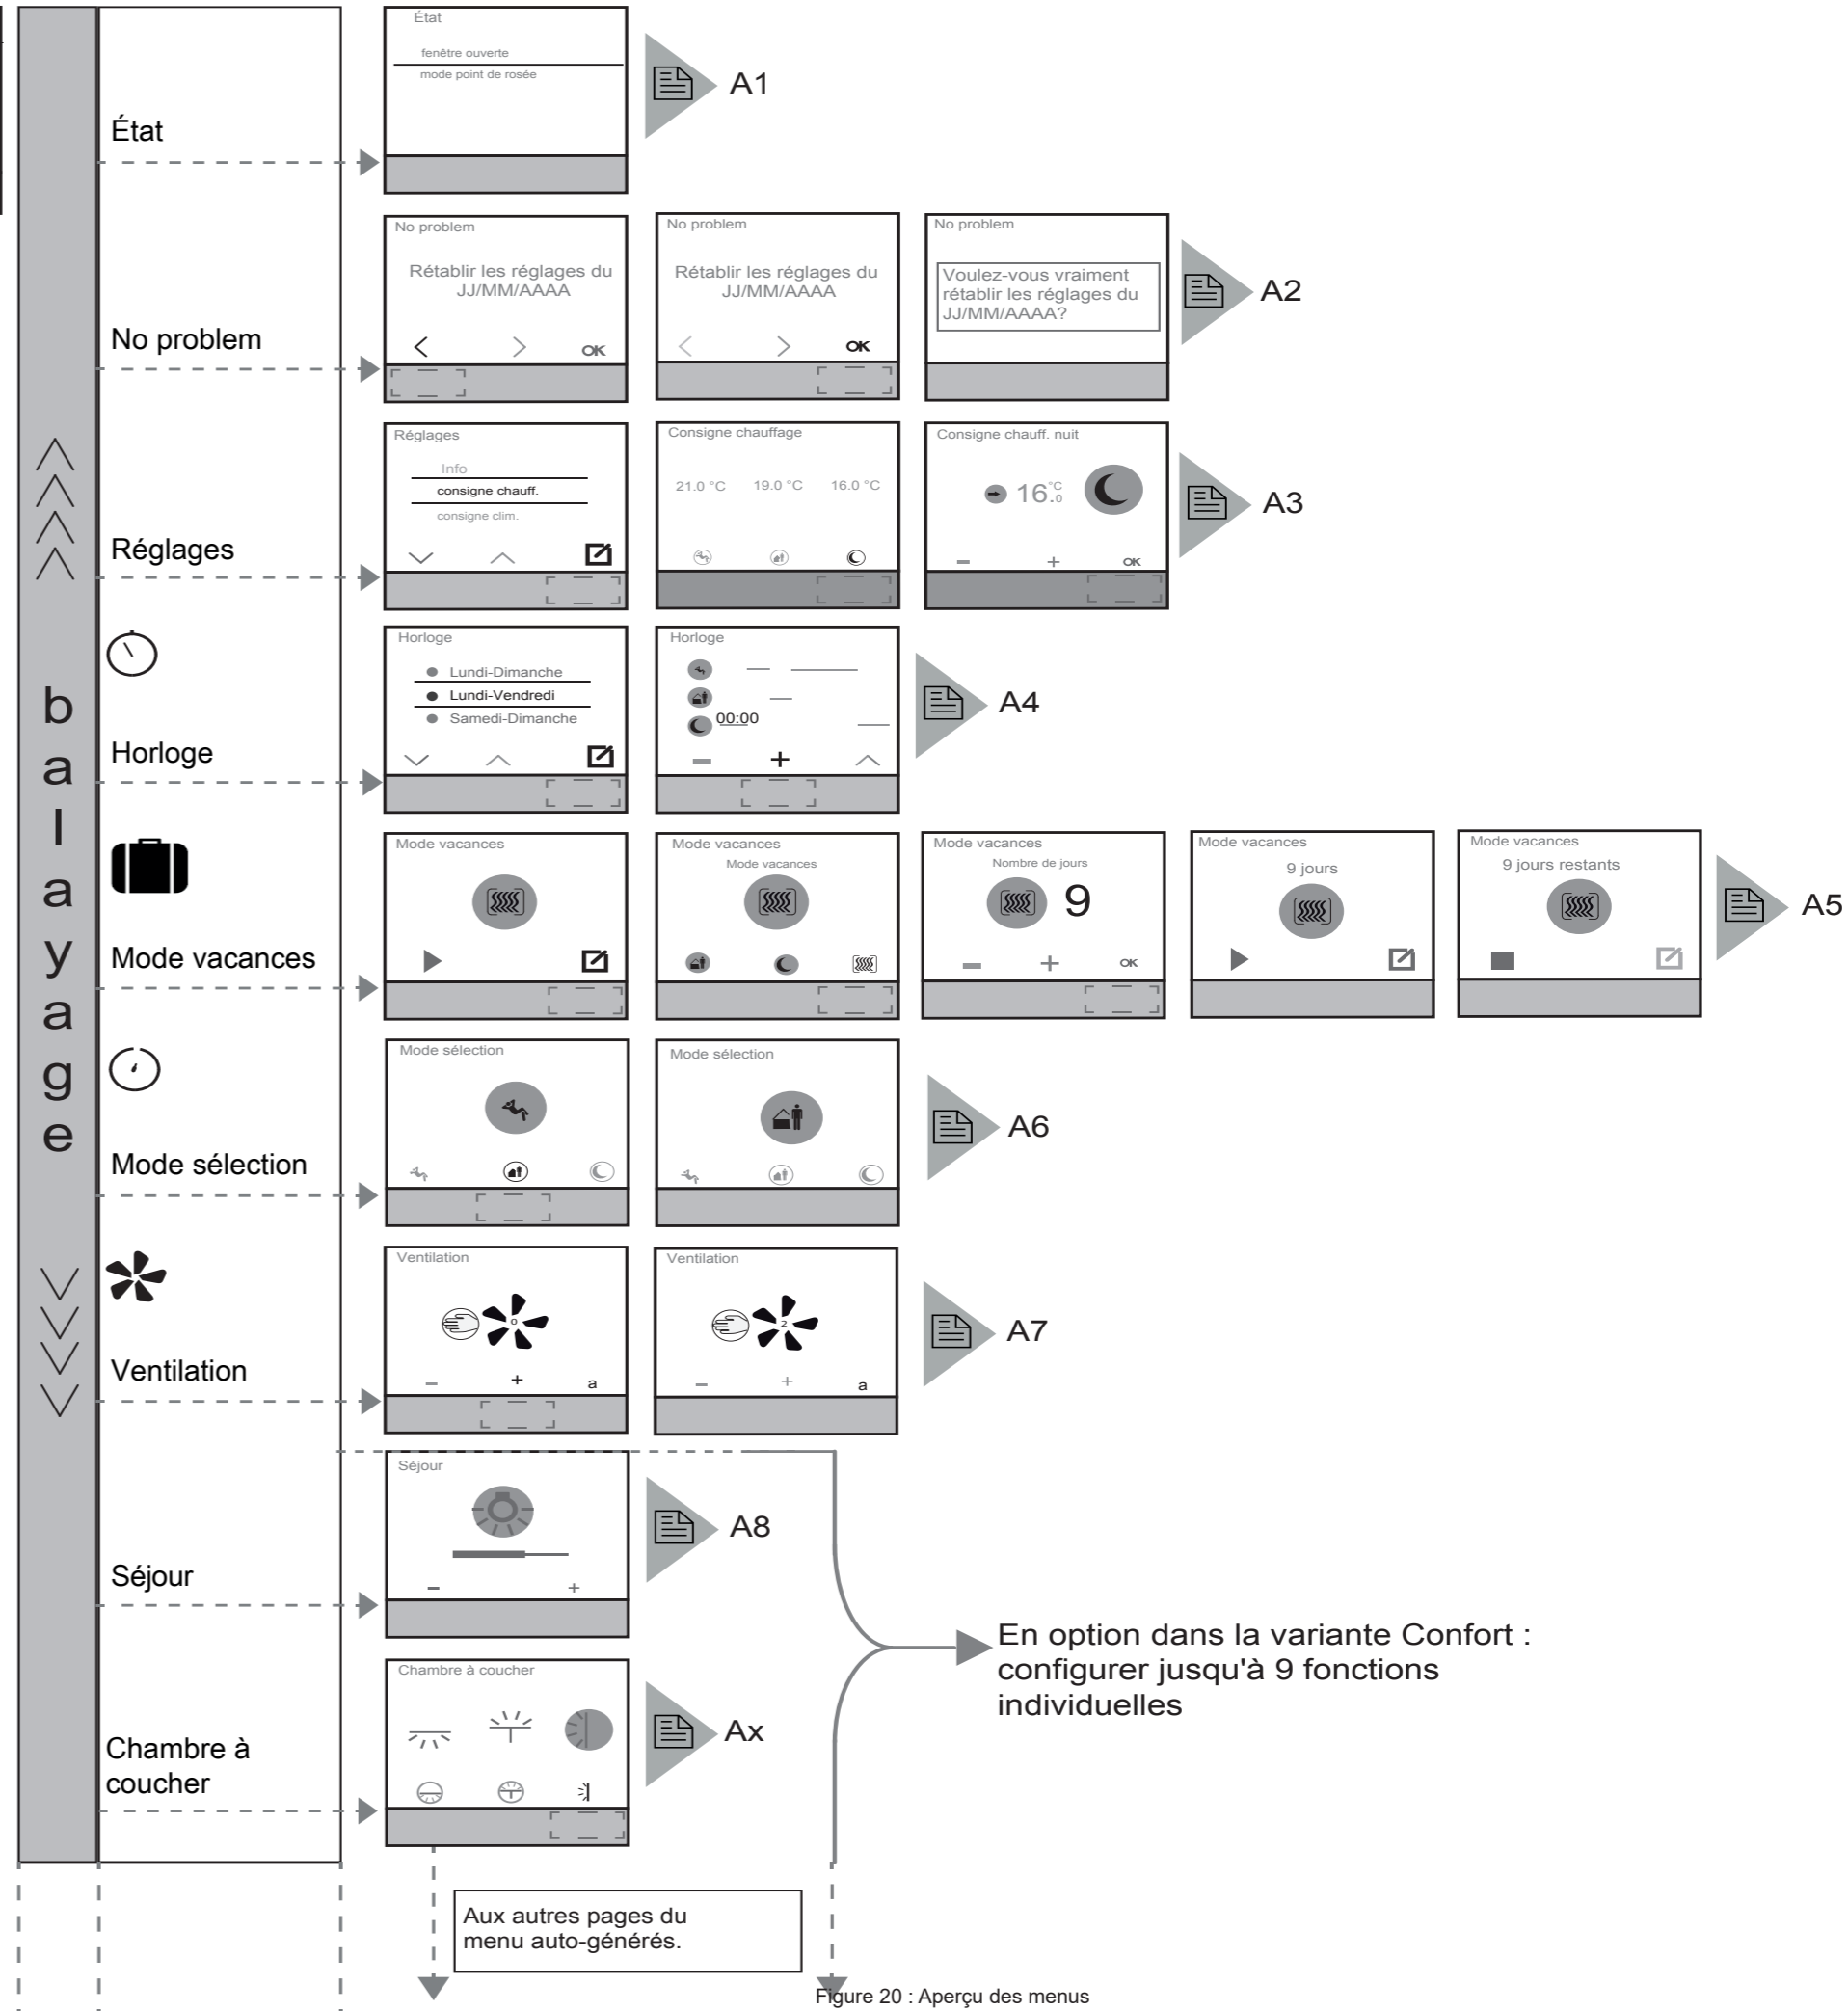 balayage
État
État
fenêtre ouverte
mode point de rosée
A1
No problem
No problem
Rétablir les réglages du
JJ/MM/AAAA
OK
No problem
Rétablir les réglages du
JJ/MM/AAAA
OK
No problem
Voulez-vous vraiment
rétablir les réglages du
JJ/MM/AAAA?
A2
Réglages
Réglages
Info
consigne chauff.
consigne clim.
Consigne chauffage
21.0 °C 19.0 °C 16.0 °C
Consigne chauff. nuit
16.0 °C
- + OK
A3
Horloge
Horloge
Lundi-Dimanche
Lundi-Vendredi
Samedi-Dimanche
Horloge
00:00
- +
A4
Mode vacances
Mode vacances
Mode vacances
Mode vacances
Mode vacances
Nombre de jours
9
- + OK
Mode vacances
9 jours
Mode vacances
9 jours restants
A5
Mode sélection
Mode sélection
Mode sélection
A6
Ventilation
Ventilation
0
- + a
Ventilation
2
- + a
A7
Séjour
Séjour
- +
A8
Chambre à
coucher
Chambre à coucher
Ax
En option dans la variante Confort :
configurer jusqu'à 9 fonctions
individuelles
Aux autres pages du
menu auto-générés.
Figure 20 : Aperçu des menus